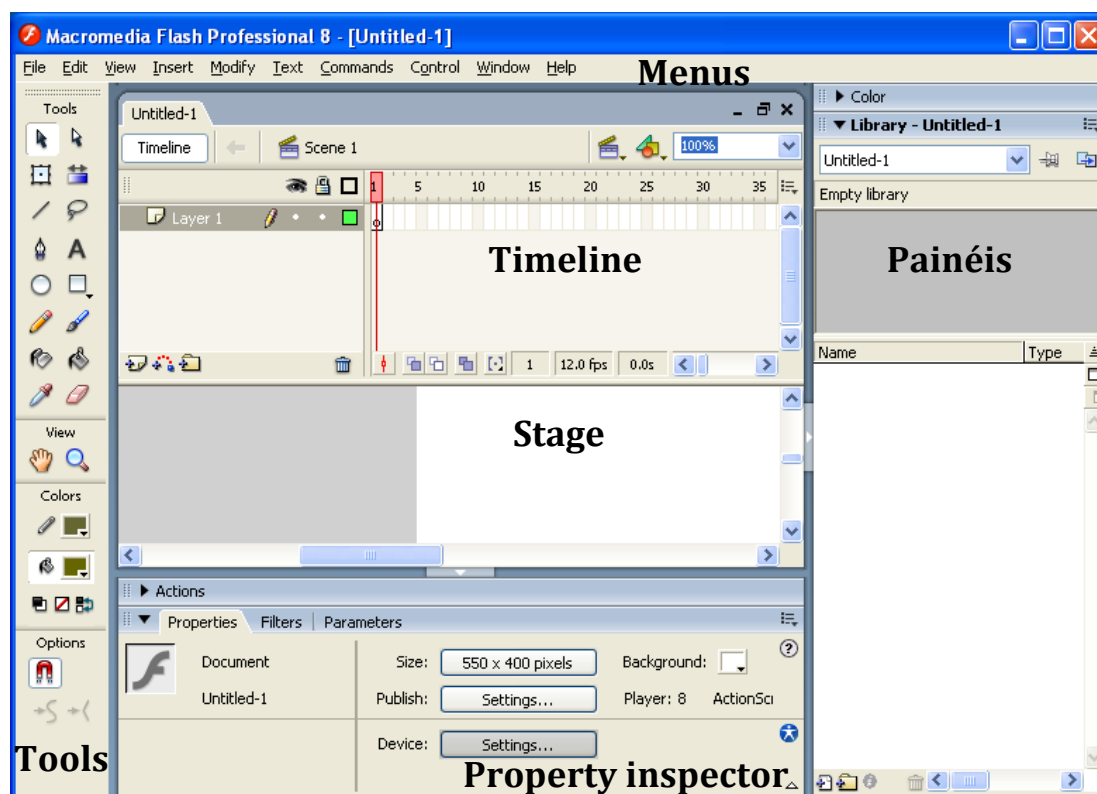 Macromedia Flash Professional 8 - [Untitled-1]
File Edit View Insert Modify Text Commands Control Window Help
Menus
Tools
Untitled-1
Timeline
Scene 1
100%
1 5 10 15 20 25 30 35
Layer 1
Timeline
1 12.0 fps 0.0s
Stage
View
Colors
Options
Tools
Actions
Properties Filters Parameters
Document
Size: 550 x 400 pixels Background:
Untitled-1
Publish: Settings... Player: 8 ActionScr
Device: Settings...
Property inspector
Color
Library - Untitled-1
Untitled-1
Empty library
Painéis
Name Type